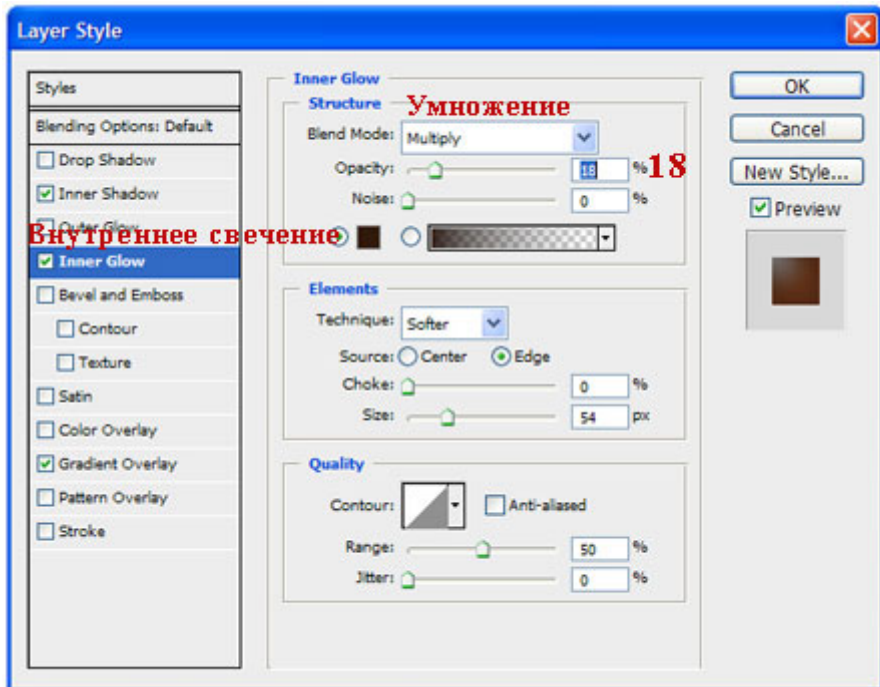 Layer Style
Styles
Blending Options: Default
Drop Shadow
Inner Shadow
Outer Glow
Внутреннее свечение
Inner Glow
Bevel and Emboss
Contour
Texture
Satin
Color Overlay
Gradient Overlay
Pattern Overlay
Stroke
Inner Glow
Structure
Умножение
Blend Mode: Multiply
Opacity: 18 % 18
Noise: 0 %
Elements
Technique: Softer
Source: Center Edge
Choke: 0 %
Size: 54 px
Quality
Contour: Anti-aliased
Range: 50 %
Jitter: 0 %
OK
Cancel
New Style...
Preview